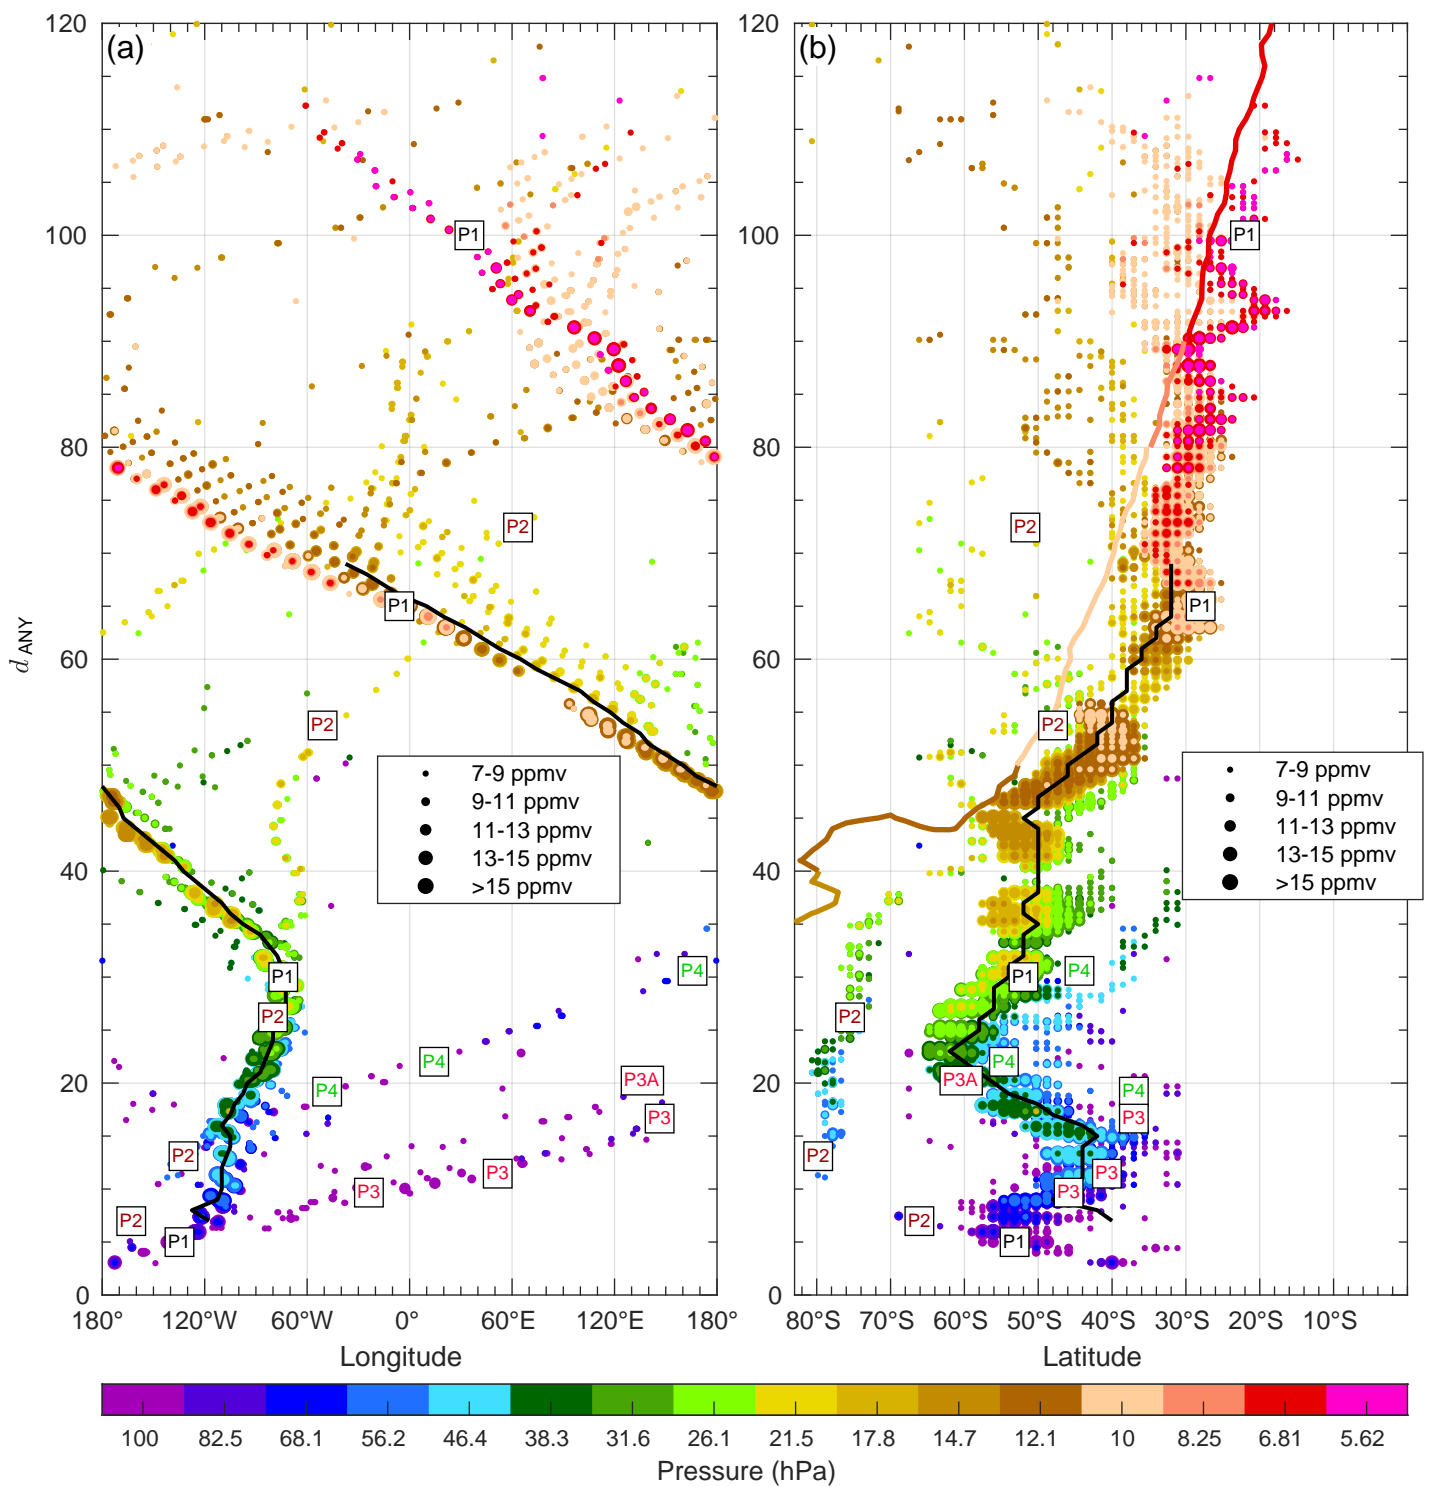 (a)
(b)
120
100
80
60
40
20
0
d ANY
P1
P2
P1
P2
P1
P2
P4
P4
P4
P3A
P3
P2
P3
P3
P2
P1
7-9 ppmv
9-11 ppmv
11-13 ppmv
13-15 ppmv
>15 ppmv
180° 120°W 60°W 0° 60°E 120°E 180°
Longitude
120
100
80
60
40
20
0
P1
P2
P1
P2
P1
P4
P2
P4
P3A
P4
P3
P2
P3
P3
P2
P1
7-9 ppmv
9-11 ppmv
11-13 ppmv
13-15 ppmv
>15 ppmv
80°S 70°S 60°S 50°S 40°S 30°S 20°S 10°S
Latitude
100 82.5 68.1 56.2 46.4 38.3 31.6 26.1 21.5 17.8 14.7 12.1 10 8.25 6.81 5.62
Pressure (hPa)